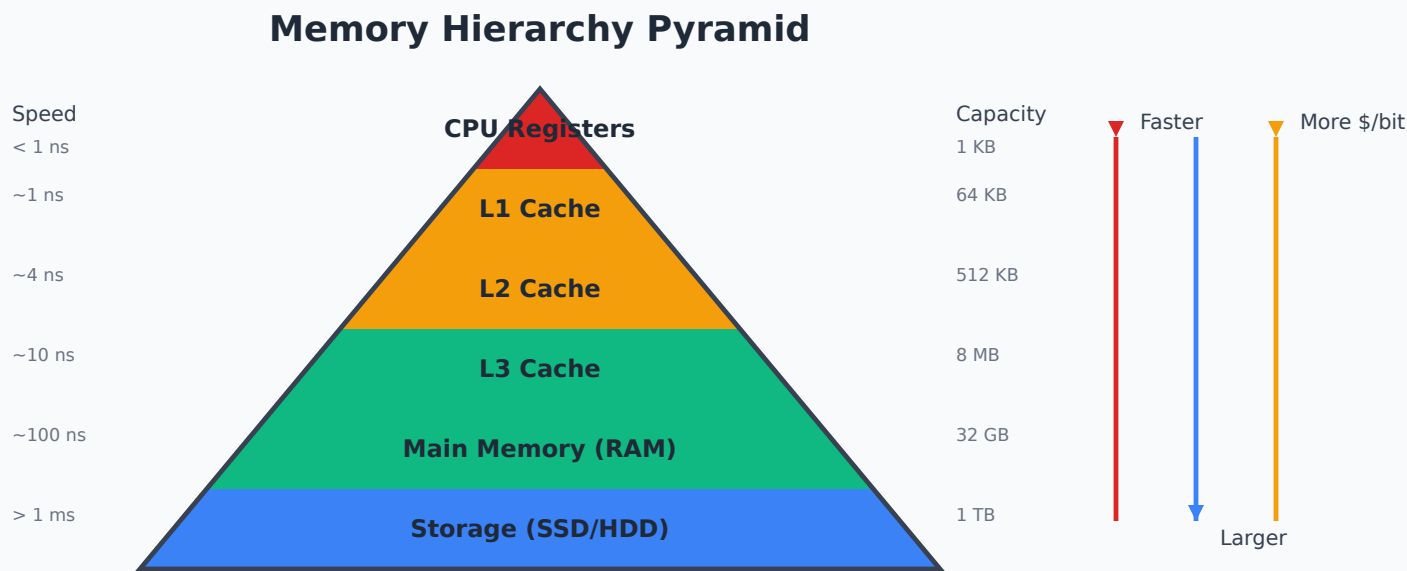 Memory Hierarchy Pyramid
Speed
Capacity
Faster
More $/bit
CPU Registers
< 1 ns
1 KB
~1 ns
L1 Cache
64 KB
~4 ns
L2 Cache
512 KB
~10 ns
L3 Cache
8 MB
~100 ns
Main Memory (RAM)
32 GB
> 1 ms
Storage (SSD/HDD)
1 TB
Larger